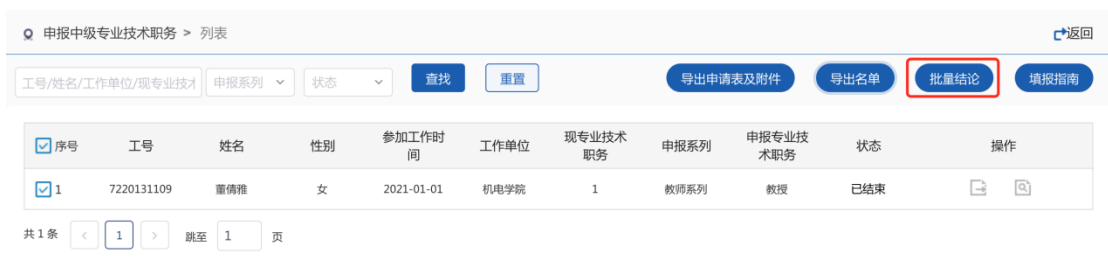 申报中级专业技术职务 > 列表 返回
工号/姓名/工作单位/现专业技术 申报系列 状态 查找 重置 导出申请表及附件 导出名单 批量结论 填报指南
序号 工号 姓名 性别 参加工作时间 工作单位 现专业技术职务 申报系列 申报专业技术职务 状态 操作
1 7220131109 董倩雅 女 2021-01-01 机电学院 1 教师系列 教授 已结束
共1条 < 1 > 跳至 1 页